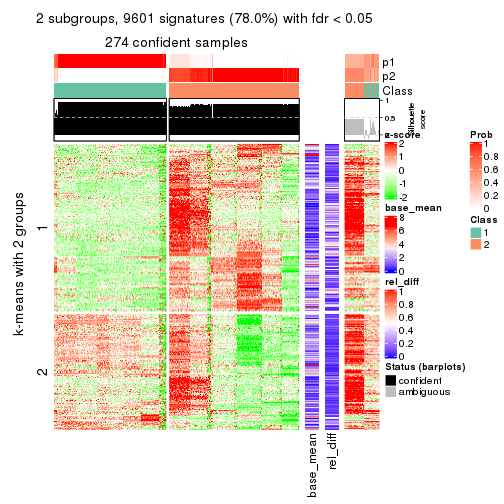 2 subgroups, 9601 signatures (78.0%) with fdr < 0.05
274 confident samples
p1
p2
Class
1
0.5
0
Silhouette
score
k-means with 2 groups
1
2
base_mean
rel_diff
z-score
2
1
0
-1
-2
base_mean
8
6
4
2
0
rel_diff
1
0.8
0.6
0.4
0.2
0
Status (barplots)
confident
ambiguous
Prob
1
0.8
0.6
0.4
0.2
0
Class
1
2